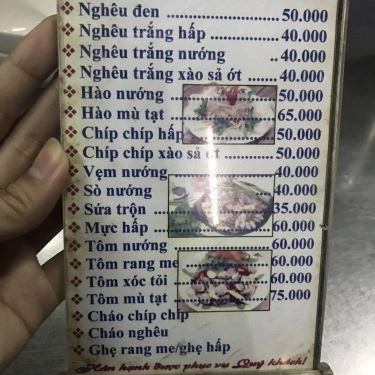 ❖ Nghêu đen ........................ 50.000
❖ Nghêu trắng hấp ................ 40.000
❖ Nghêu trắng nướng .. 40.000
❖ Nghêu trắng xào sả ớt ........ 40.000
❖ Hào nướng ........................ 50.000
❖ Hào mù tạt ........................ 65.000
❖ Chíp chíp hấp .................... 50.000
❖ Chíp chíp xào sả ớt ............ 50.000
❖ Vẹm nướng ........................ 40.000
❖ Sò nướng .......................... 40.000
❖ Sứa trộn ............................ 35.000
❖ Mực hấp ............................ 60.000
❖ Tôm nướng ........................ 60.000
❖ Tôm rang me .................... 60.000
❖ Tôm xóc tỏi ...................... 60.000
❖ Tôm mù tạt ........................ 75.000
❖ Cháo chíp chíp
❖ Cháo nghêu
❖ Ghẹ rang me/ghẹ hấp
Hân hạnh được phục vụ Quý khách!